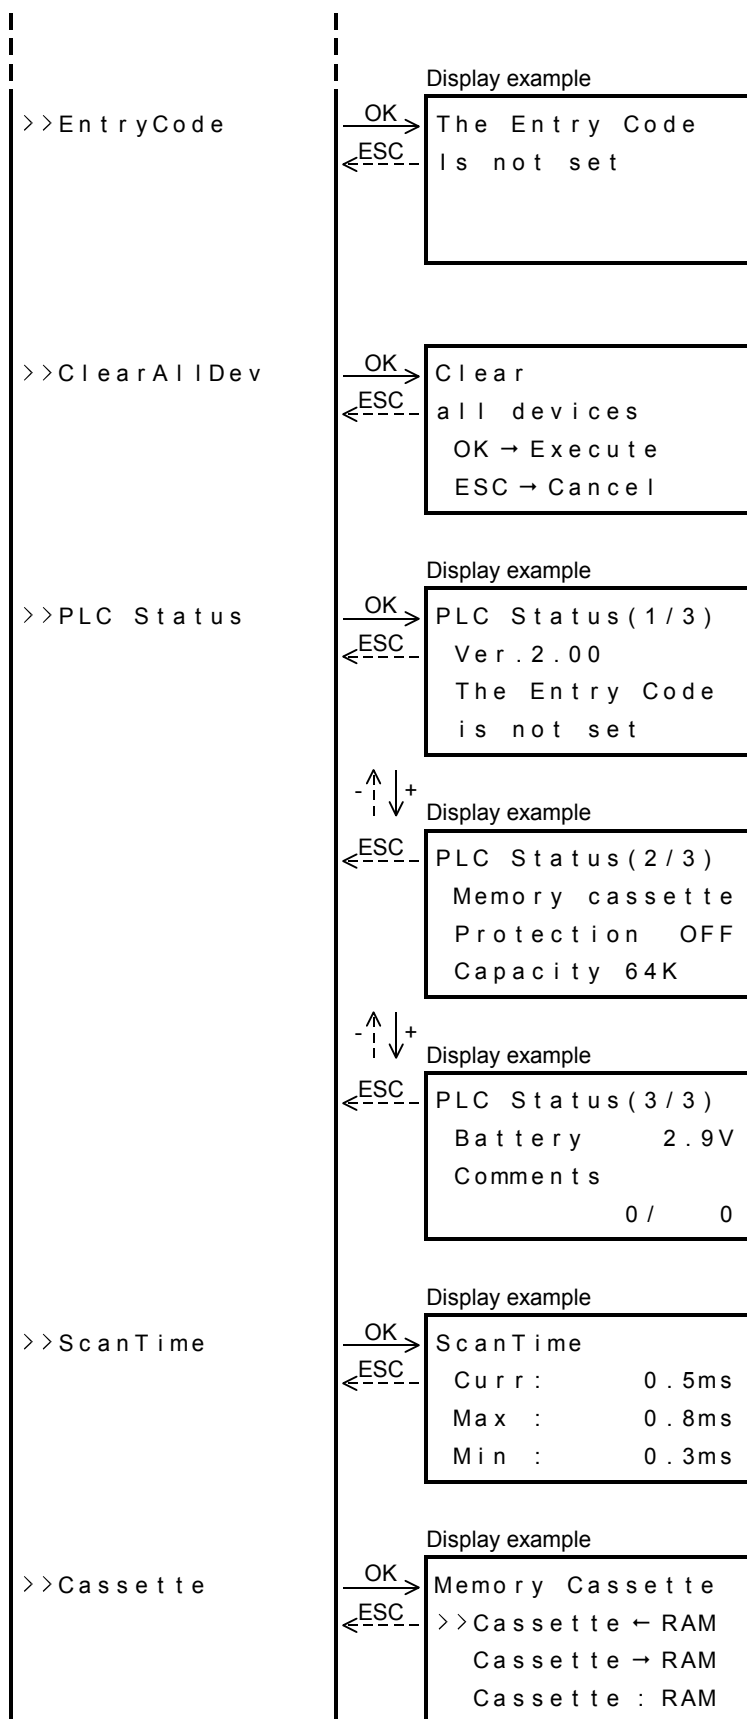 Display example
>>EntryCode
OK
ESC
The Entry Code
Is not set
>>ClearAllDev
OK
ESC
Clear
all devices
OK → Execute
ESC → Cancel
Display example
>>PLC Status
OK
ESC
PLC Status(1/3)
Ver.2.00
The Entry Code
is not set
- +
Display example
ESC
PLC Status(2/3)
Memory cassette
Protection OFF
Capacity 64K
- +
Display example
ESC
PLC Status(3/3)
Battery 2.9V
Comments
0/ 0
Display example
>>ScanTime
OK
ESC
ScanTime
Curr: 0.5ms
Max : 0.8ms
Min : 0.3ms
Display example
>>Cassette
OK
ESC
Memory Cassette
>>Cassette ← RAM
Cassette → RAM
Cassette : RAM